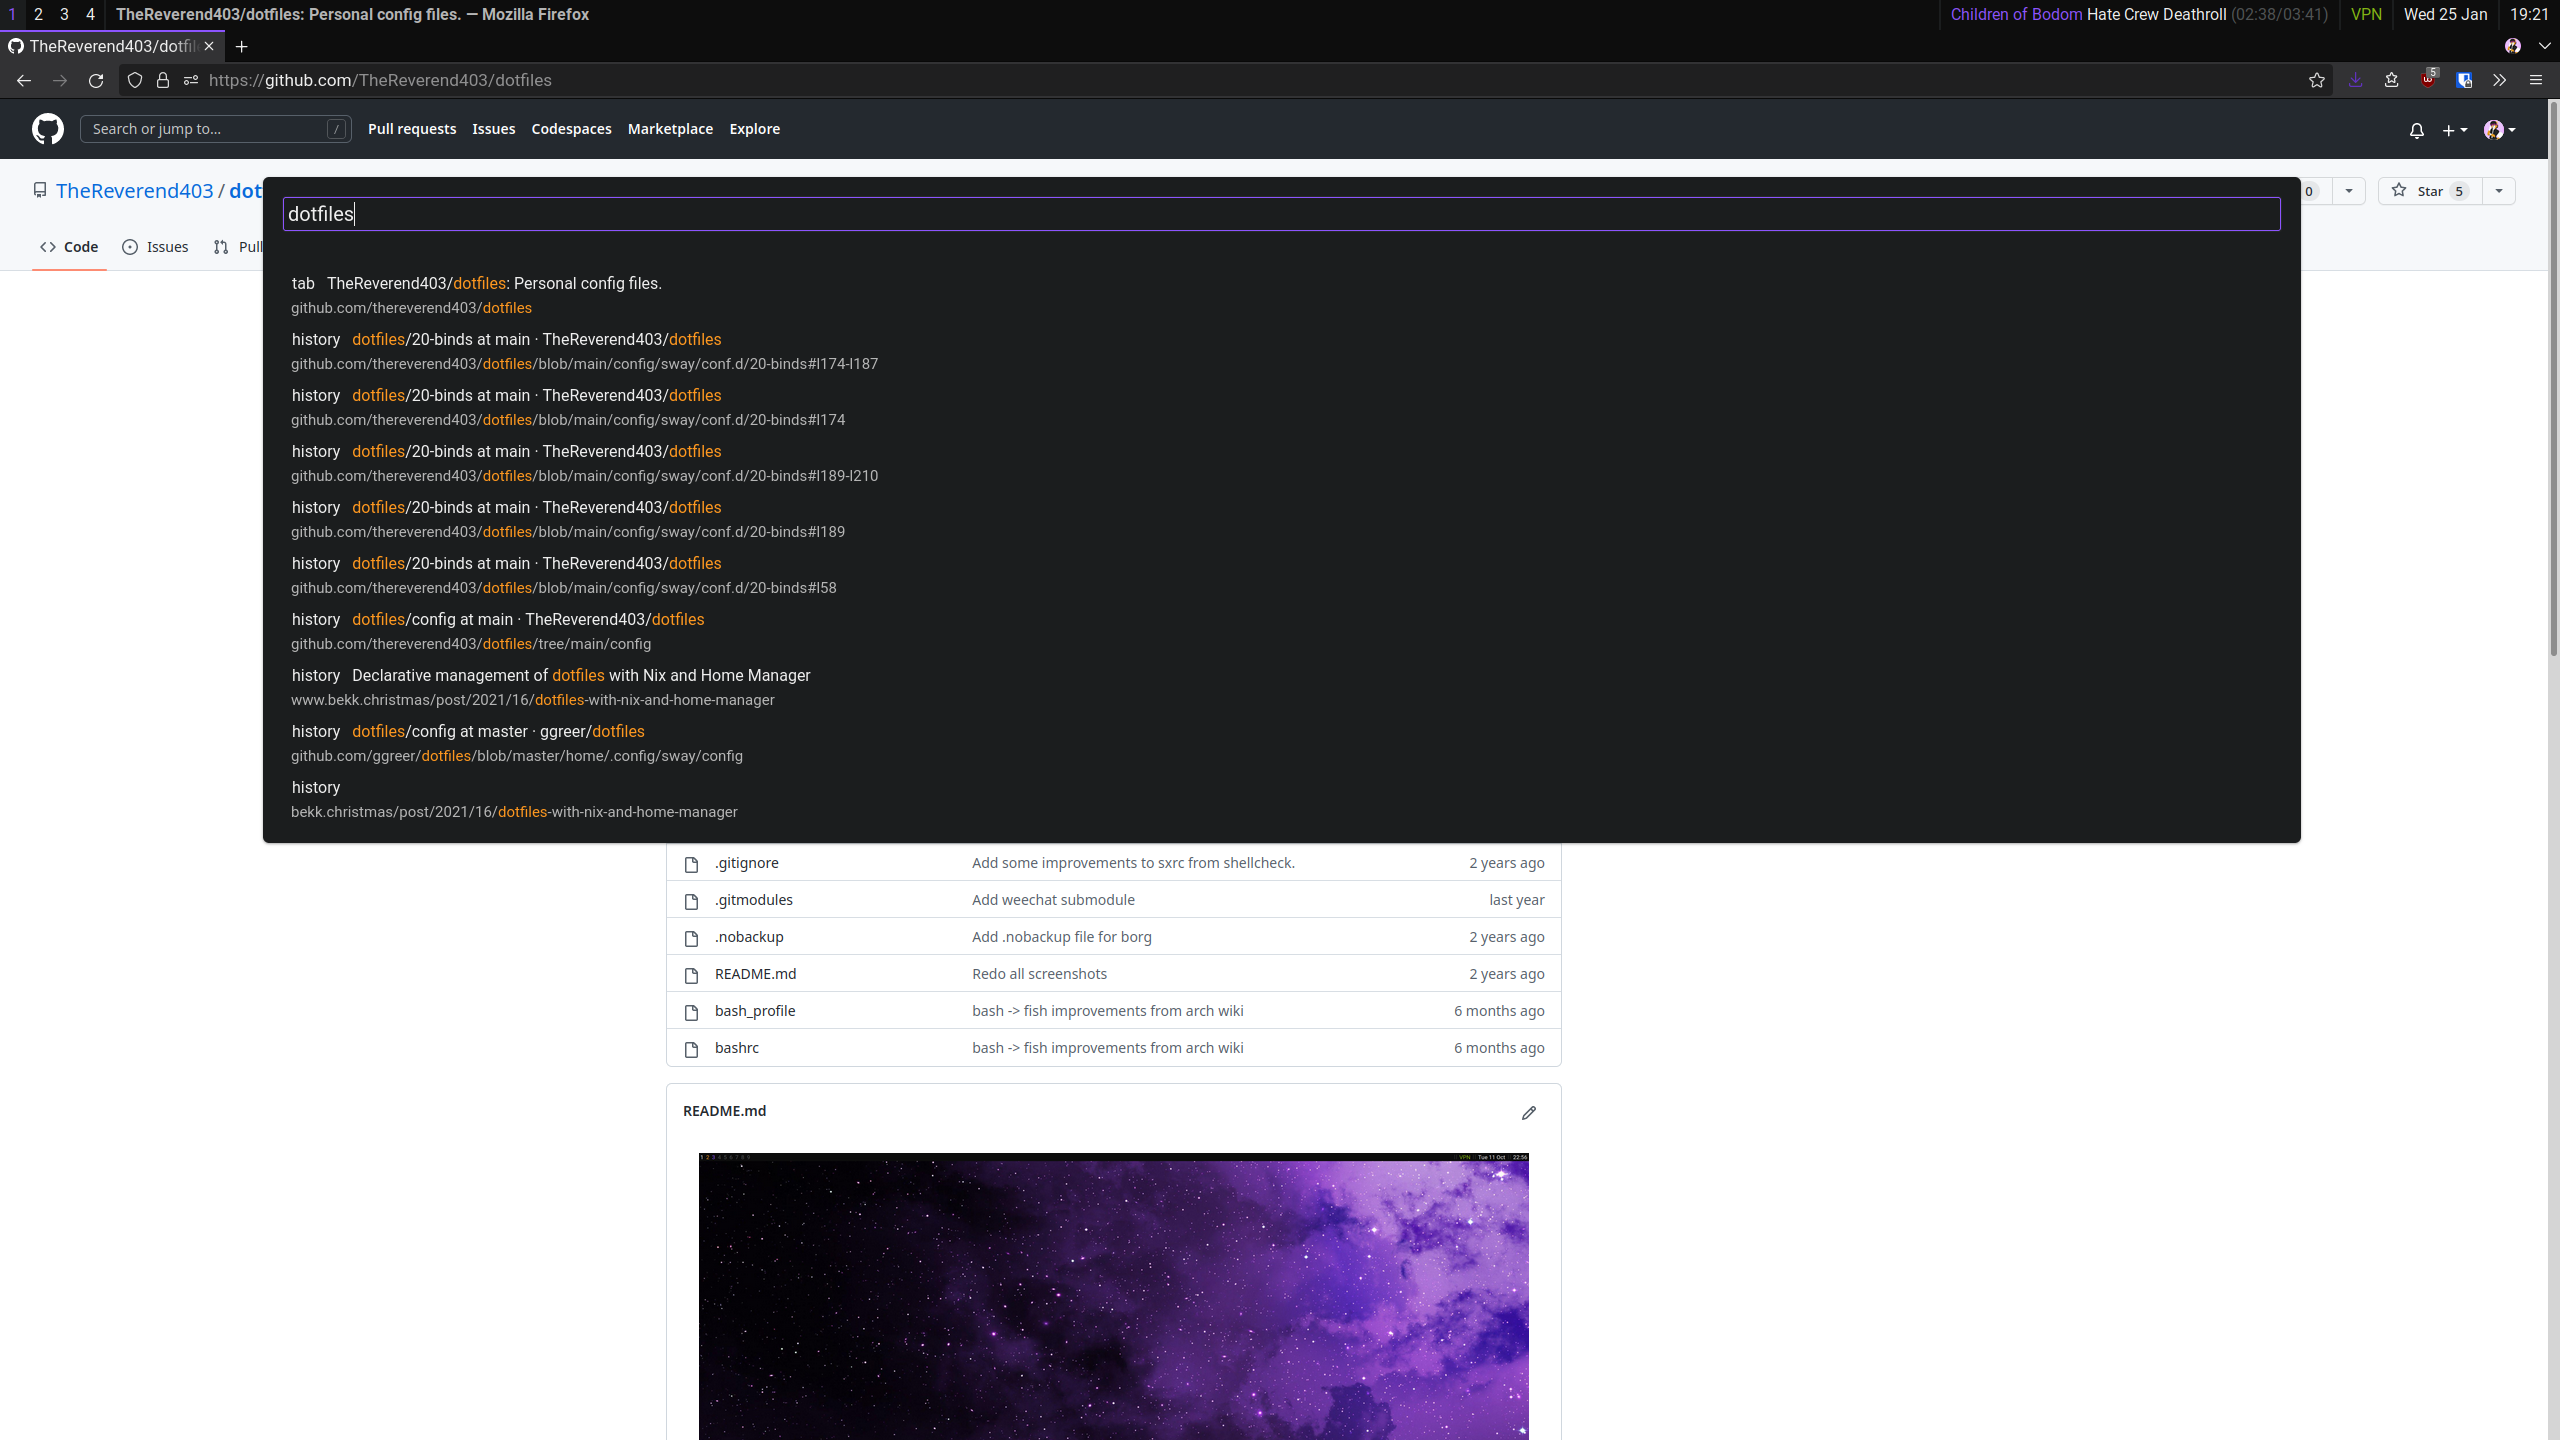 1 2 3 4 TheReverend403/dotfiles: Personal config files. — Mozilla Firefox Children of Bodom Hate Crew Deathroll (02:38/03:41) VPN Wed 25 Jan 19:21
TheReverend403/dotfil
https://github.com/TheReverend403/dotfiles 5
Search or jump to... / Pull requests Issues Codespaces Marketplace Explore
TheReverend403 / dot 0 Star 5
dotfiles
Code Issues Pull
tab TheReverend403/dotfiles: Personal config files.
github.com/thereverend403/dotfiles
history dotfiles/20-binds at main · TheReverend403/dotfiles
github.com/thereverend403/dotfiles/blob/main/config/sway/conf.d/20-binds#l174-l187
history dotfiles/20-binds at main · TheReverend403/dotfiles
github.com/thereverend403/dotfiles/blob/main/config/sway/conf.d/20-binds#l174
history dotfiles/20-binds at main · TheReverend403/dotfiles
github.com/thereverend403/dotfiles/blob/main/config/sway/conf.d/20-binds#l189-l210
history dotfiles/20-binds at main · TheReverend403/dotfiles
github.com/thereverend403/dotfiles/blob/main/config/sway/conf.d/20-binds#l189
history dotfiles/20-binds at main · TheReverend403/dotfiles
github.com/thereverend403/dotfiles/blob/main/config/sway/conf.d/20-binds#l58
history dotfiles/config at main · TheReverend403/dotfiles
github.com/thereverend403/dotfiles/tree/main/config
history Declarative management of dotfiles with Nix and Home Manager
www.bekk.christmas/post/2021/16/dotfiles-with-nix-and-home-manager
history dotfiles/config at master · ggreer/dotfiles
github.com/ggreer/dotfiles/blob/master/home/.config/sway/config
history
bekk.christmas/post/2021/16/dotfiles-with-nix-and-home-manager
.gitignore Add some improvements to sxrc from shellcheck. 2 years ago
.gitmodules Add weechat submodule last year
.nobackup Add .nobackup file for borg 2 years ago
README.md Redo all screenshots 2 years ago
bash_profile bash -> fish improvements from arch wiki 6 months ago
bashrc bash -> fish improvements from arch wiki 6 months ago
README.md
VPN Tue 11 Oct 22:56